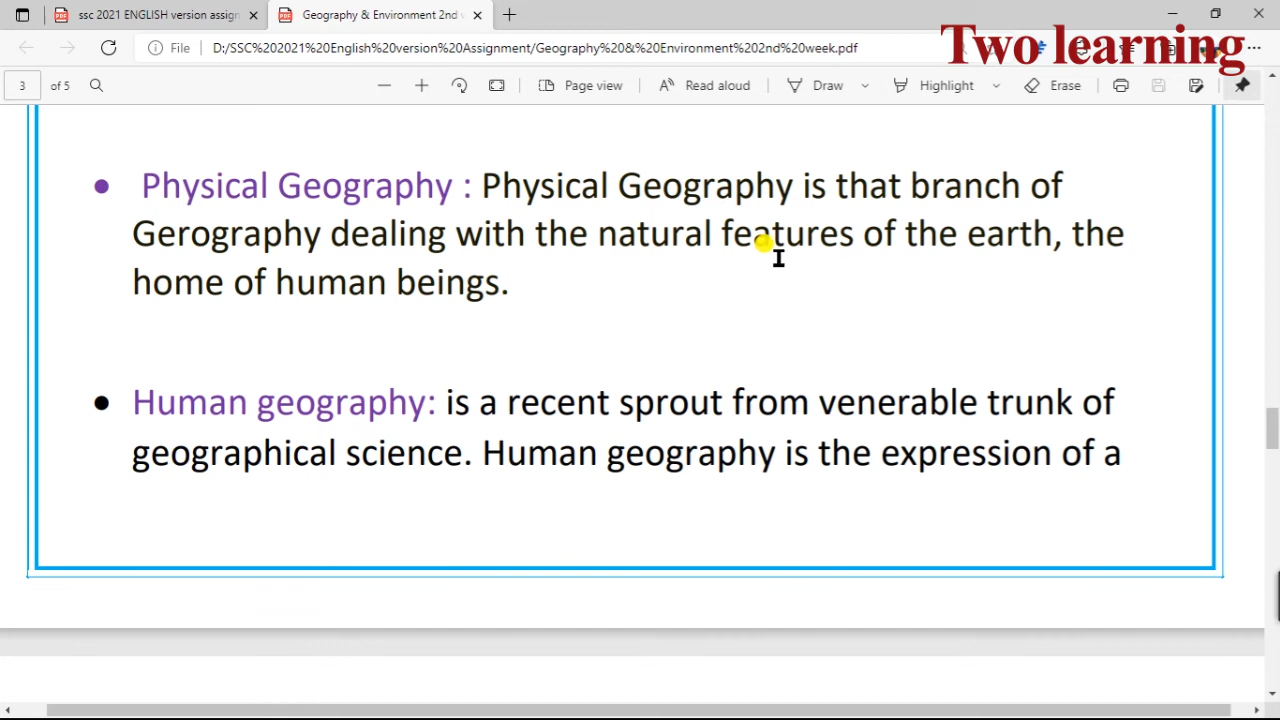 ssc 2021 ENGLISH version assign
Geography & Environment 2nd
File
D:/SSC%202021%20English%20version%20Assignment/Geography%20&%20Environment%202nd%20week.pdf
Two learning
3 of 5
Page view
Read aloud
Draw
Highlight
Erase
• Physical Geography : Physical Geography is that branch of
Gerography dealing with the natural features of the earth, the
home of human beings.
• Human geography: is a recent sprout from venerable trunk of
geographical science. Human geography is the expression of a